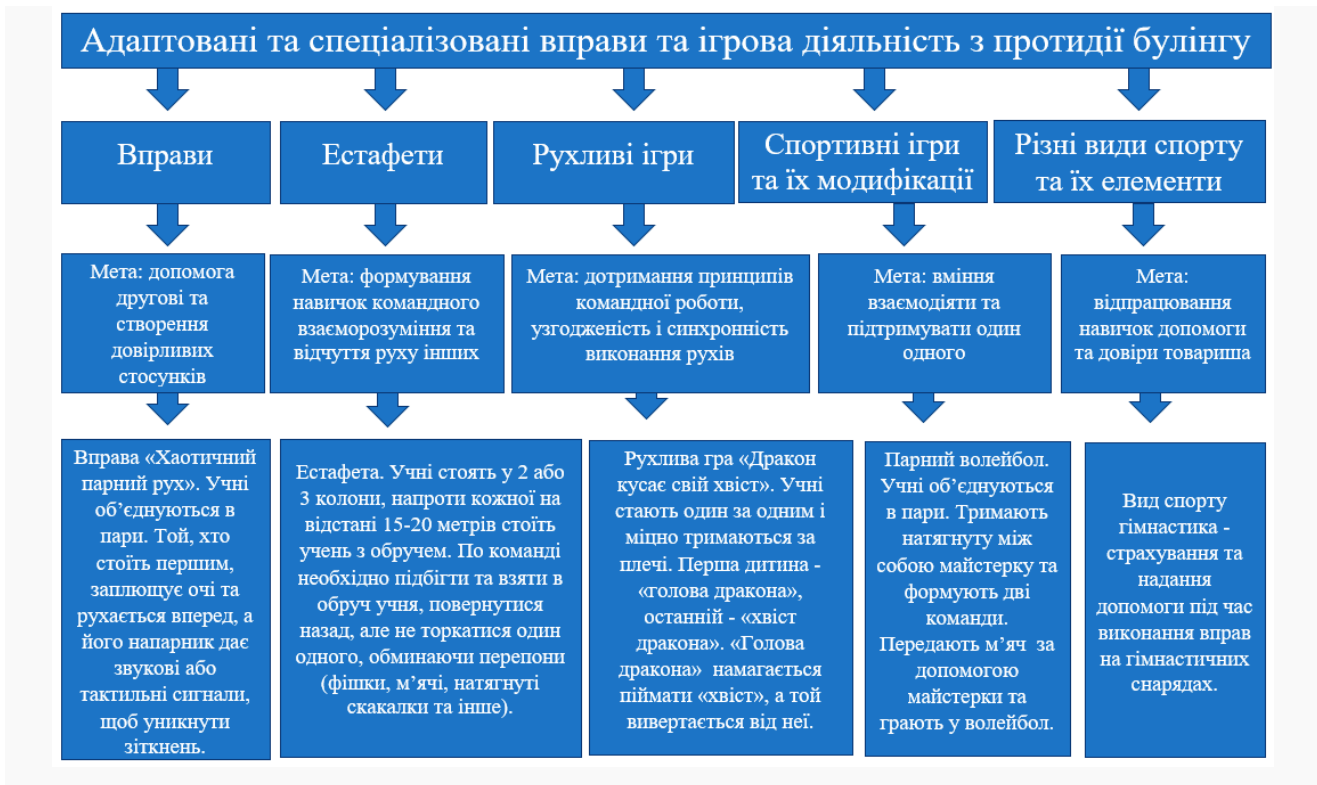 Адаптовані та спеціалізовані вправи та ігрова діяльність з протидії булінгу
Вправи
Естафети
Рухливі ігри
Спортивні ігри
та їх модифікації
Різні види спорту
та їх елементи
Мета: допомога
другові та
створення
довірливих
стосунків
Мета: формування
навичок командного
взаєморозуміння та
відчуття руху інших
Мета: дотримання принципів
командної роботи,
узгодженість і синхронність
виконання рухів
Мета: вміння
взаємодіяти та
підтримувати один
одного
Мета:
відпрацювання
навичок допомоги
та довіри товариша
Вправа «Хаотичний
парний рух». Учні
об’єднуються в
пари. Той, хто
стоїть першим,
заплющує очі та
рухається вперед, а
його напарник дає
звукові або
тактильні сигнали,
щоб уникнути
зіткнень.
Естафета. Учні стоять у 2 або
3 колони, напроти кожної на
відстані 15-20 метрів стоїть
учень з обручем. По команді
необхідно підбігти та взяти в
обруч учня, повернутися
назад, але не торкатися один
одного, обминаючи перепони
(фішки, м’ячі, натягнуті
скакалки та інше).
Рухлива гра «Дракон
кусає свій хвіст». Учні
стають один за одним і
міцно тримаються за
плечі. Перша дитина -
«голова дракона»,
останній - «хвіст
дракона». «Голова
дракона» намагається
піймати «хвіст», а той
вивертається від неї.
Парний волейбол.
Учні об’єднуються
в пари. Тримають
натягнуту між
собою майстерку та
формують дві
команди.
Передають м’яч за
допомогою
майстерки та
грають у волейбол.
Вид спорту
гімнастика -
страхування та
надання
допомоги під час
виконання вправ
на гімнастичних
снарядах.